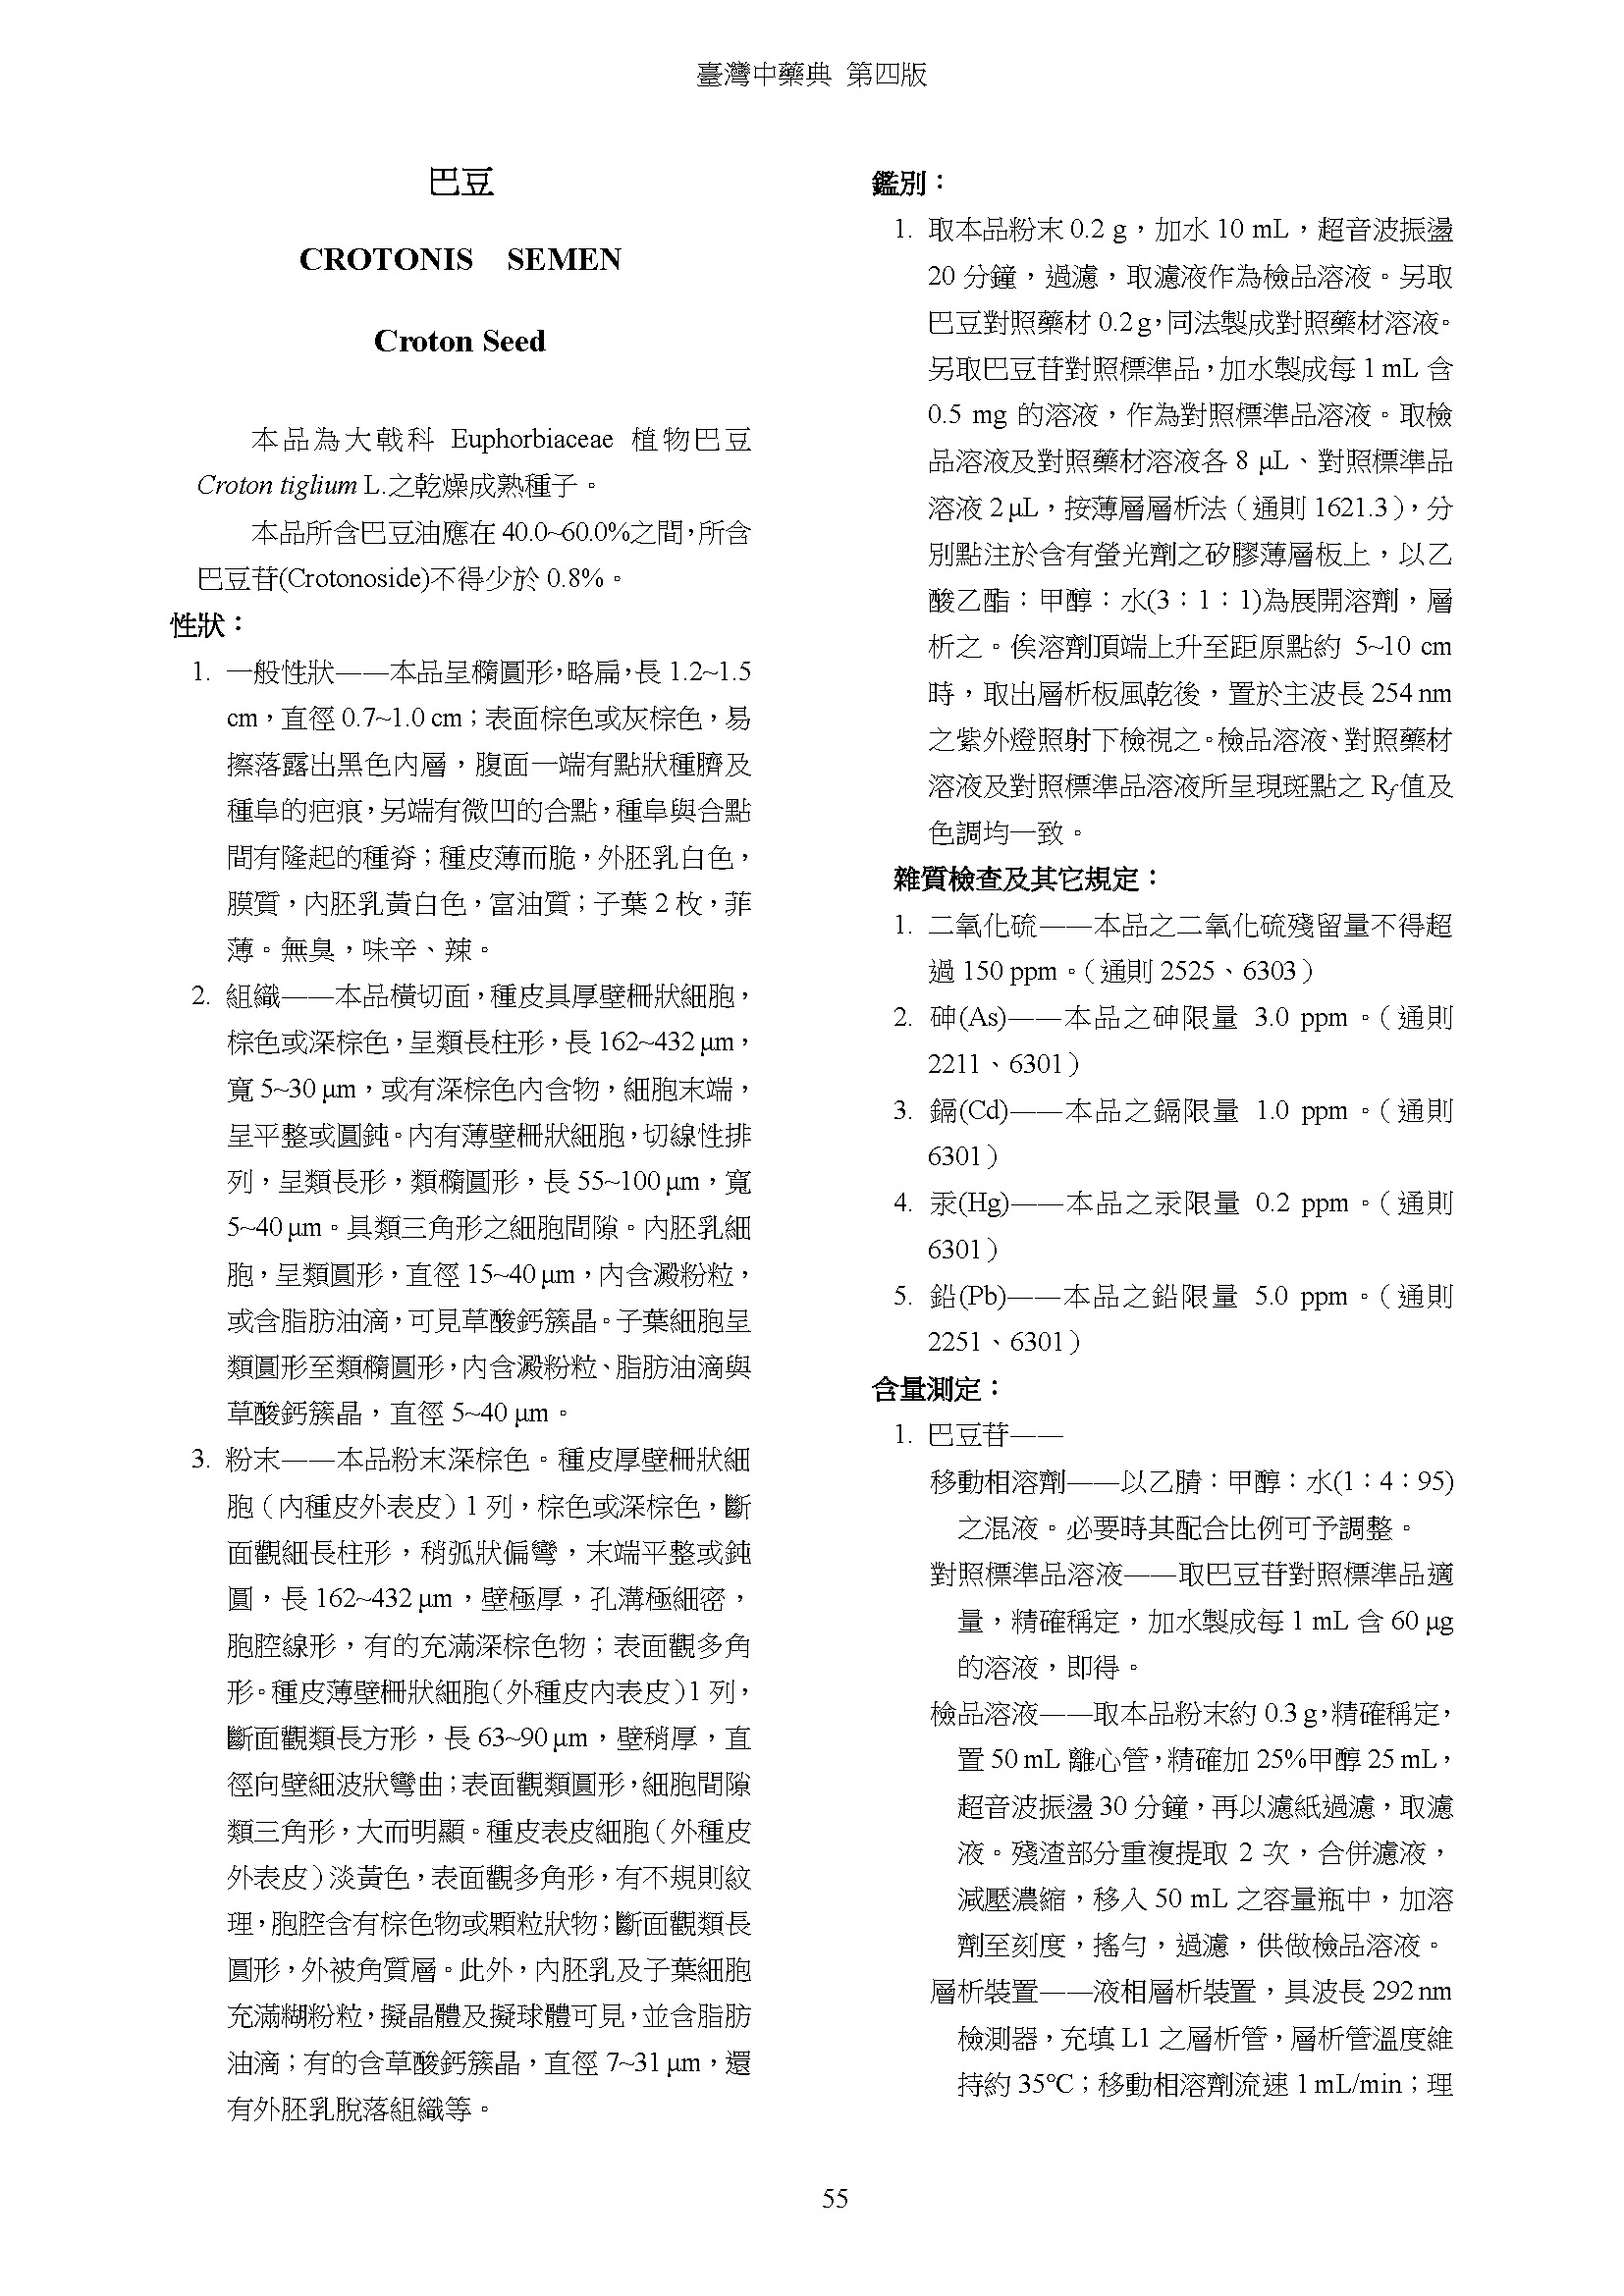 臺灣中藥典 第四版
巴豆
CROTONIS SEMEN
Croton Seed
本品為大戟科 Euphorbiaceae 植物巴豆
Croton tiglium L.之乾燥成熟種子。
本品所含巴豆油應在 40.0~60.0%之間，所含
巴豆苷(Crotonoside)不得少於 0.8%。
性狀：
1. 一般性狀——本品呈橢圓形，略扁，長 1.2~1.5
cm，直徑 0.7~1.0 cm；表面棕色或灰棕色，易
擦落露出黑色內層，腹面一端有點狀種臍及
種阜的疤痕，另端有微凹的合點，種阜與合點
間有隆起的種脊；種皮薄而脆，外胚乳白色，
膜質，內胚乳黃白色，富油質；子葉 2 枚，菲
薄。無臭，味辛、辣。
2. 組織——本品橫切面，種皮具厚壁柵狀細胞，
棕色或深棕色，呈類長柱形，長 162~432 μm，
寬 5~30 μm，或有深棕色內含物，細胞末端，
呈平整或圓鈍。內有薄壁柵狀細胞，切線性排
列，呈類長形，類橢圓形，長 55~100 μm，寬
5~40 μm。具類三角形之細胞間隙。內胚乳細
胞，呈類圓形，直徑 15~40 μm，內含澱粉粒，
或含脂肪油滴，可見草酸鈣簇晶。子葉細胞呈
類圓形至類橢圓形，內含澱粉粒、脂肪油滴與
草酸鈣簇晶，直徑 5~40 μm。
3. 粉末——本品粉末深棕色。種皮厚壁柵狀細
胞（內種皮外表皮）1 列，棕色或深棕色，斷
面觀細長柱形，稍弧狀偏彎，末端平整或鈍
圓，長 162~432 μm，壁極厚，孔溝極細密，
胞腔線形，有的充滿深棕色物；表面觀多角
形。種皮薄壁柵狀細胞（外種皮內表皮）1 列，
斷面觀類長方形，長 63~90 μm，壁稍厚，直
徑向壁細波狀彎曲；表面觀類圓形，細胞間隙
類三角形，大而明顯。種皮表皮細胞（外種皮
外表皮）淡黃色，表面觀多角形，有不規則紋
理，胞腔含有棕色物或顆粒狀物；斷面觀類長
圓形，外被角質層。此外，內胚乳及子葉細胞
充滿糊粉粒，擬晶體及擬球體可見，並含脂肪
油滴；有的含草酸鈣簇晶，直徑 7~31 μm，還
有外胚乳脫落組織等。
鑑別：
1. 取本品粉末 0.2 g，加水 10 mL，超音波振盪
20 分鐘，過濾，取濾液作為檢品溶液。另取
巴豆對照藥材 0.2 g，同法製成對照藥材溶液。
另取巴豆苷對照標準品，加水製成每 1 mL 含
0.5 mg 的溶液，作為對照標準品溶液。取檢
品溶液及對照藥材溶液各 8 μL、對照標準品
溶液 2 μL，按薄層層析法（通則 1621.3），分
別點注於含有螢光劑之矽膠薄層板上，以乙
酸乙酯：甲醇：水(3：1：1)為展開溶劑，層
析之。俟溶劑頂端上升至距原點約 5~10 cm
時，取出層析板風乾後，置於主波長 254 nm
之紫外燈照射下檢視之。檢品溶液、對照藥材
溶液及對照標準品溶液所呈現斑點之 Rf 值及
色調均一致。
雜質檢查及其它規定：
1. 二氧化硫——本品之二氧化硫殘留量不得超
過 150 ppm。（通則 2525、6303）
2. 砷(As)——本品之砷限量 3.0 ppm。（通則
2211、6301）
3. 鎘(Cd)——本品之鎘限量 1.0 ppm。（通則
6301）
4. 汞(Hg)——本品之汞限量 0.2 ppm。（通則
6301）
5. 鉛(Pb)——本品之鉛限量 5.0 ppm。（通則
2251、6301）
含量測定：
1. 巴豆苷——
移動相溶劑——以乙腈：甲醇：水(1：4：95)
之混液。必要時其配合比例可予調整。
對照標準品溶液——取巴豆苷對照標準品適
量，精確稱定，加水製成每 1 mL 含 60 μg
的溶液，即得。
檢品溶液——取本品粉末約 0.3 g，精確稱定，
置 50 mL 離心管，精確加 25%甲醇 25 mL，
超音波振盪 30 分鐘，再以濾紙過濾，取濾
液。殘渣部分重複提取 2 次，合併濾液，
減壓濃縮，移入 50 mL 之容量瓶中，加溶
劑至刻度，搖勻，過濾，供做檢品溶液。
層析裝置——液相層析裝置，具波長 292 nm
檢測器，充填 L1 之層析管，層析管溫度維
持約 35°C；移動相溶劑流速 1 mL/min；理
55